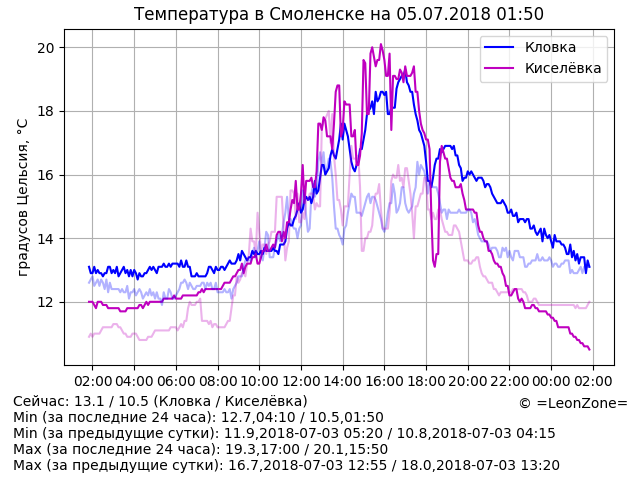 Температура в Смоленске на 05.07.2018 01:50
20
18
16
14
12
градусов Цельсия, °C
Кловка
Киселёвка
02:00 04:00 06:00 08:00 10:00 12:00 14:00 16:00 18:00 20:00 22:00 00:00 02:00
Сейчас: 13.1 / 10.5 (Кловка / Киселёвка)
© =LeonZone=
Min (за последние 24 часа): 12.7,04:10 / 10.5,01:50
Min (за предыдущие сутки): 11.9,2018-07-03 05:20 / 10.8,2018-07-03 04:15
Max (за последние 24 часа): 19.3,17:00 / 20.1,15:50
Max (за предыдущие сутки): 16.7,2018-07-03 12:55 / 18.0,2018-07-03 13:20